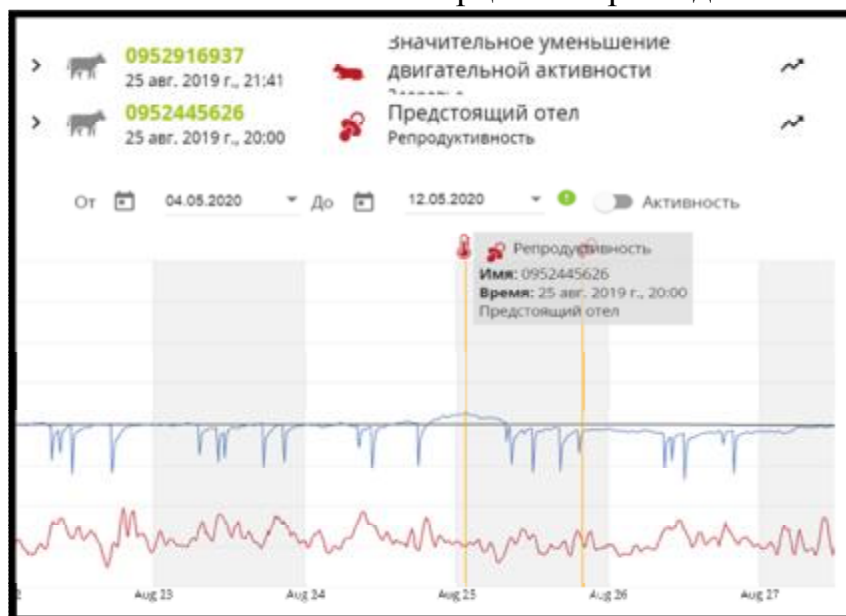 0952916937
25 авг. 2019 г., 21:41
Значительное уменьшение
двигательной активности
0952445626
25 авг. 2019 г., 20:00
Предстоящий отел
Репродуктивность
От 04.05.2020 До 12.05.2020 Активность
Репродуктивность
Имя: 0952445626
Время: 25 авг. 2019 г., 20:00
Предстоящий отел
2 Aug 23 Aug 24 Aug 25 Aug 26 Aug 27